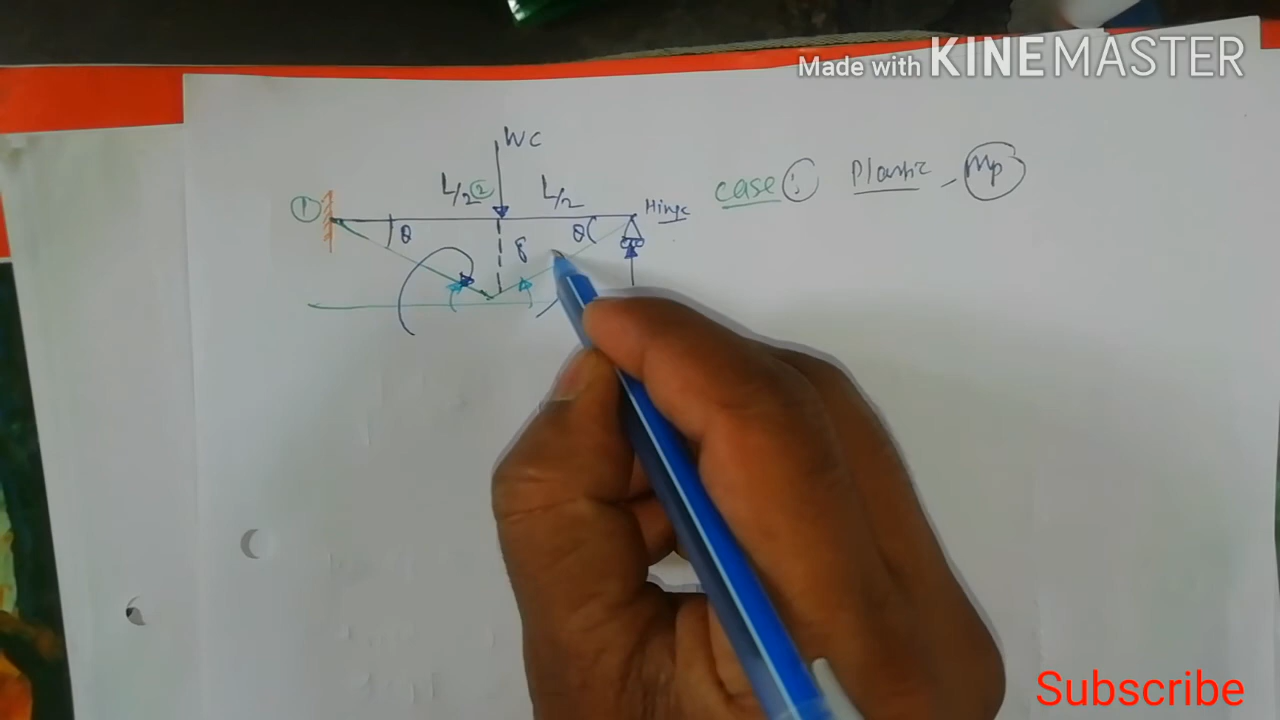 Made with KINEMASTER
WC
L/2 ② L/2
① Hinge case ①: Plastic - Mp
θ δ θ
Subscribe